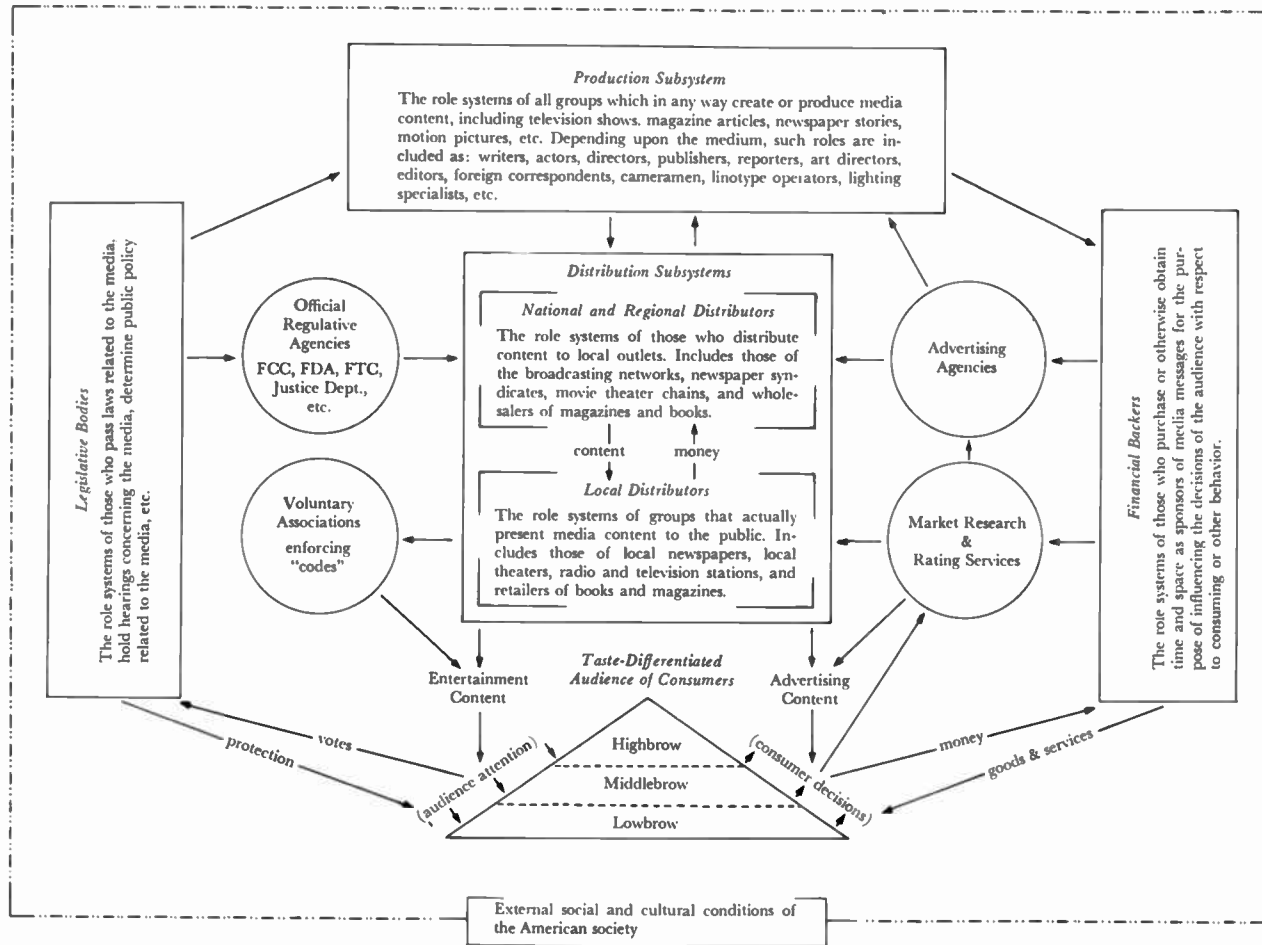 Production Subsystem
The role systems of all groups which in any way create or produce media
content, including television shows. magazine articles, newspaper stories,
motion pictures, etc. Depending upon the medium, such roles are in-
cluded as: writers, actors, directors, publishers, reporters, art directors,
editors, foreign correspondents, cameramen, linotype operators, lighting
specialists, etc.
Legislative Bodies
The role systems of those who pass laws related to the media,
hold hearings concerning the media, determine public policy
related to the media, etc.
Official
Regulative
Agencies
FCC, FDA, FTC,
Justice Dept.,
etc.
Voluntary
Associations
enforcing
"codes"
Distribution Subsystems
National and Regional Distributors
The role systems of those who distribute
content to local outlets. Includes those of
the broadcasting networks, newspaper syn-
dicates, movie theater chains, and whole-
salers of magazines and books.
content
money
Local Distributors
The role systems of groups that actually
present media content to the public. In-
cludes those of local newspapers, local
theaters, radio and television stations, and
retailers of books and magazines.
Advertising
Agencies
Market Research
&
Rating Services
Financial Backers
The role systems of those who purchase or otherwise obtain
time and space as sponsors of media messages for the pur-
pose of influencing the decisions of the audience with respect
to consuming or other behavior.
Entertainment
Content
Taste-Differentiated
Audience of Consumers
Advertising
Content
votes
protection
(audience attention)
Highbrow
Middlebrow
Lowbrow
(consumer decisions)
money
goods & services
External social and cultural conditions of
the American society